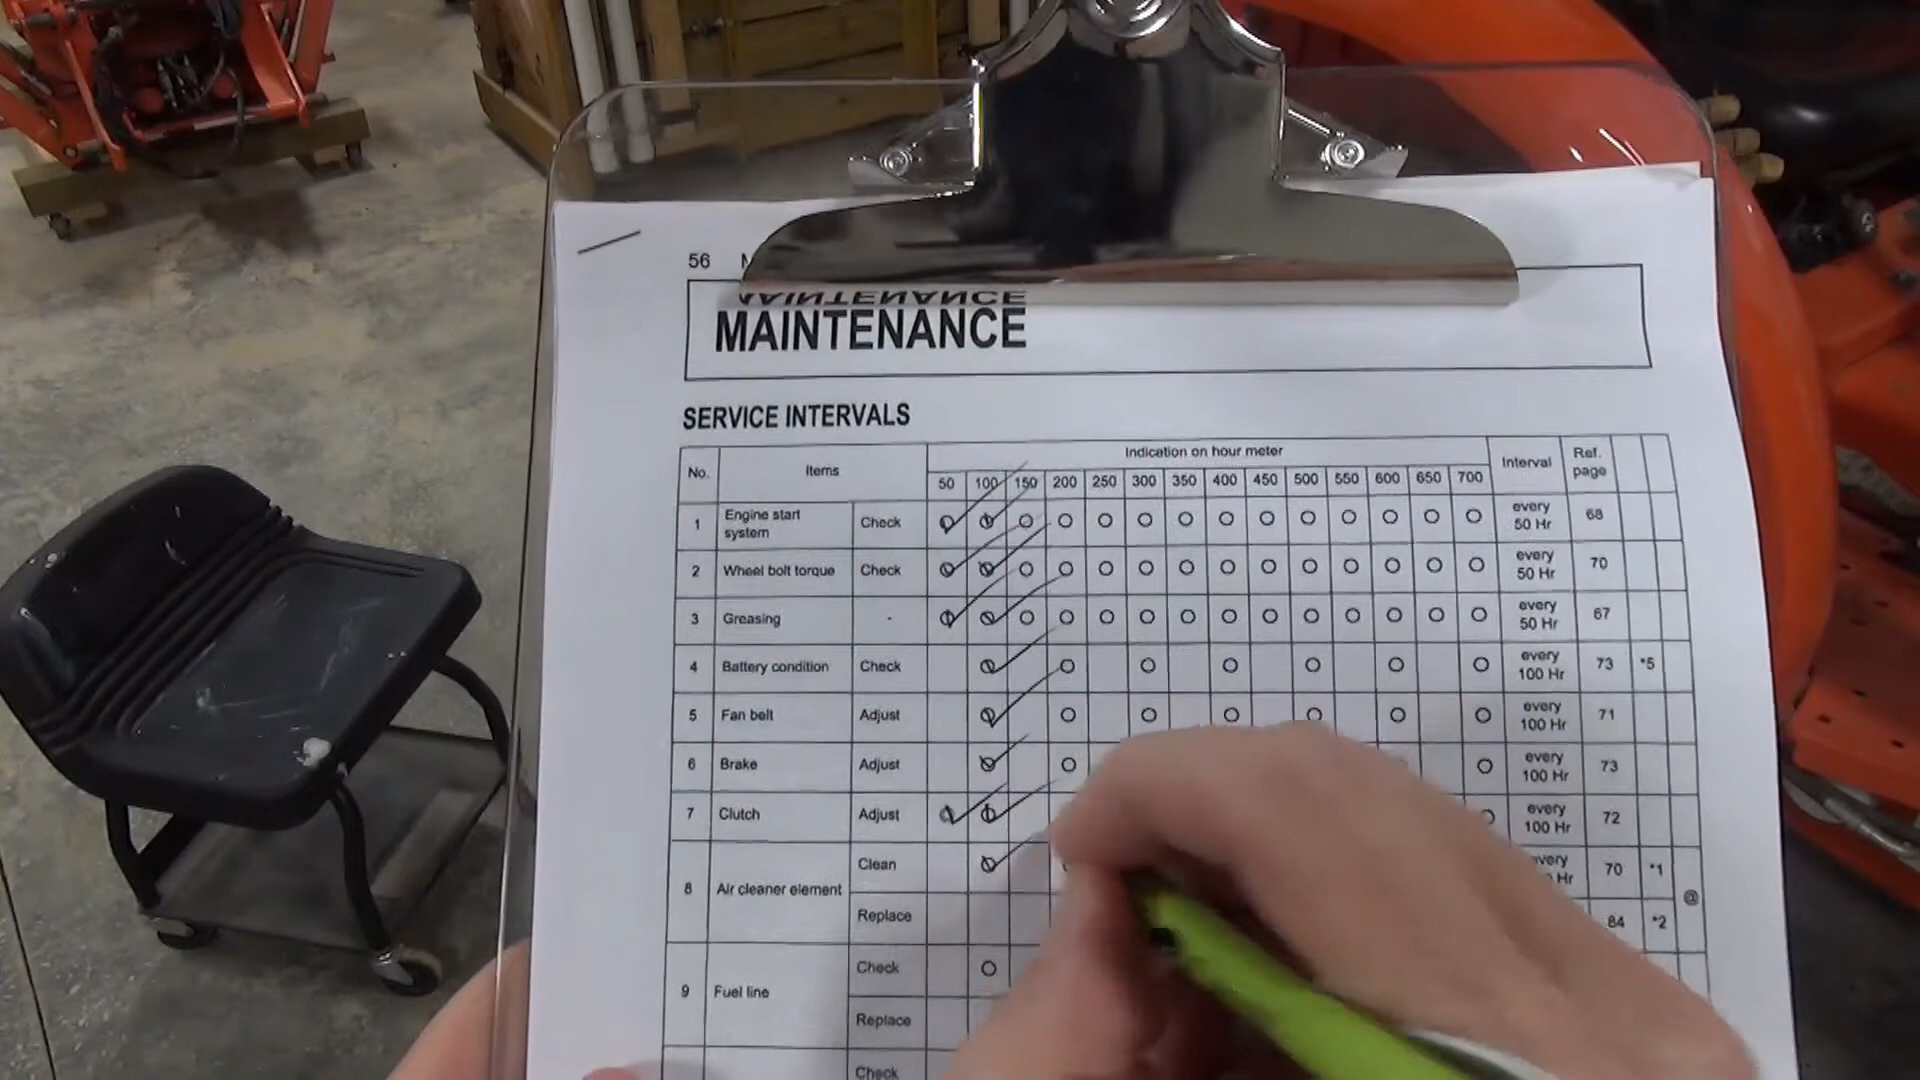 56
MAINTENANCE
SERVICE INTERVALS
No. Items Indication on hour meter Interval Ref. page
50 100 150 200 250 300 350 400 450 500 550 600 650 700
1 Engine start system Check every 50 Hr 68
2 Wheel bolt torque Check every 50 Hr 70
3 Greasing - every 50 Hr 67
4 Battery condition Check every 100 Hr 73 *5
5 Fan belt Adjust every 100 Hr 71
6 Brake Adjust every 100 Hr 73
7 Clutch Adjust every 100 Hr 72
8 Air cleaner element Clean every Hr 70 *1 @
Replace 84 *2
9 Fuel line Check
Replace
Check